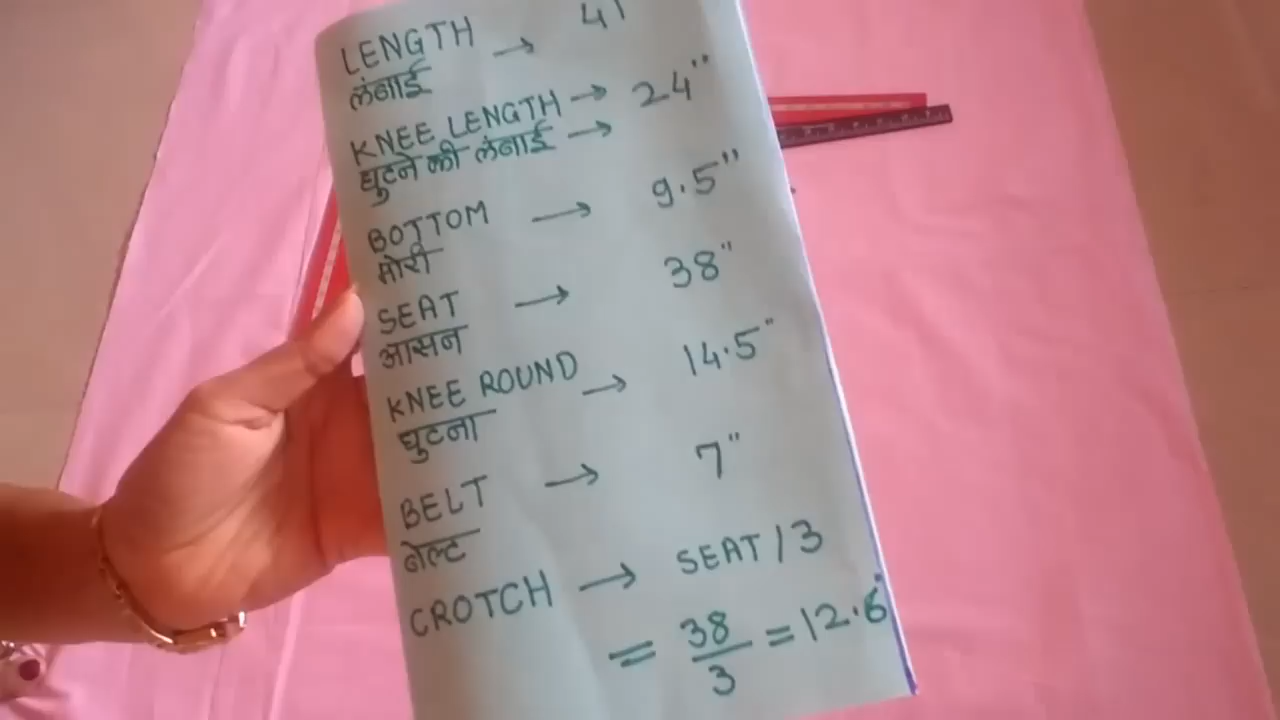 LENGTH → 41
लंबाई
KNEE LENGTH → 24"
घुटने की लंबाई →
BOTTOM → 9.5"
मोरी
SEAT → 38"
आसन
KNEE ROUND → 14.5"
घुटना
BELT → 7"
बेल्ट
CROTCH → SEAT / 3
= 38/3 = 12.6"